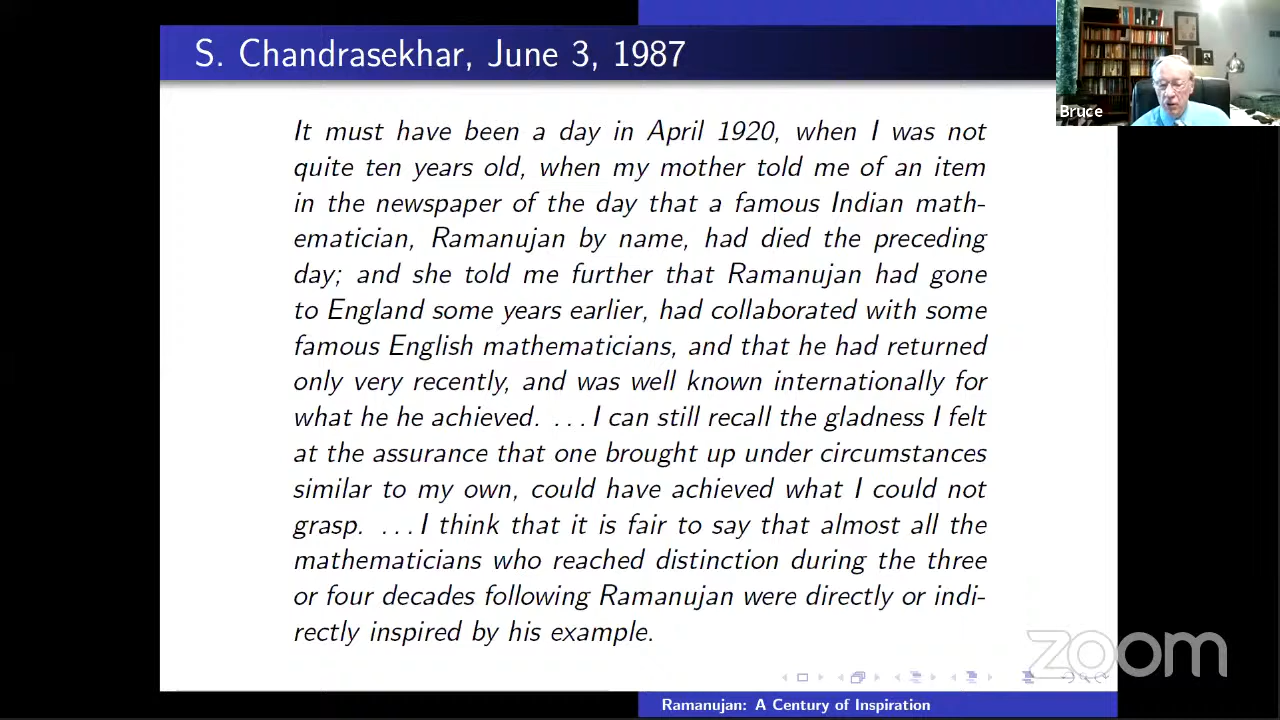 S. Chandrasekhar, June 3, 1987
Bruce
It must have been a day in April 1920, when I was not
quite ten years old, when my mother told me of an item
in the newspaper of the day that a famous Indian math-
ematician, Ramanujan by name, had died the preceding
day; and she told me further that Ramanujan had gone
to England some years earlier, had collaborated with some
famous English mathematicians, and that he had returned
only very recently, and was well known internationally for
what he he achieved. ...I can still recall the gladness I felt
at the assurance that one brought up under circumstances
similar to my own, could have achieved what I could not
grasp. ...I think that it is fair to say that almost all the
mathematicians who reached distinction during the three
or four decades following Ramanujan were directly or indi-
rectly inspired by his example.
zoom
Ramanujan: A Century of Inspiration